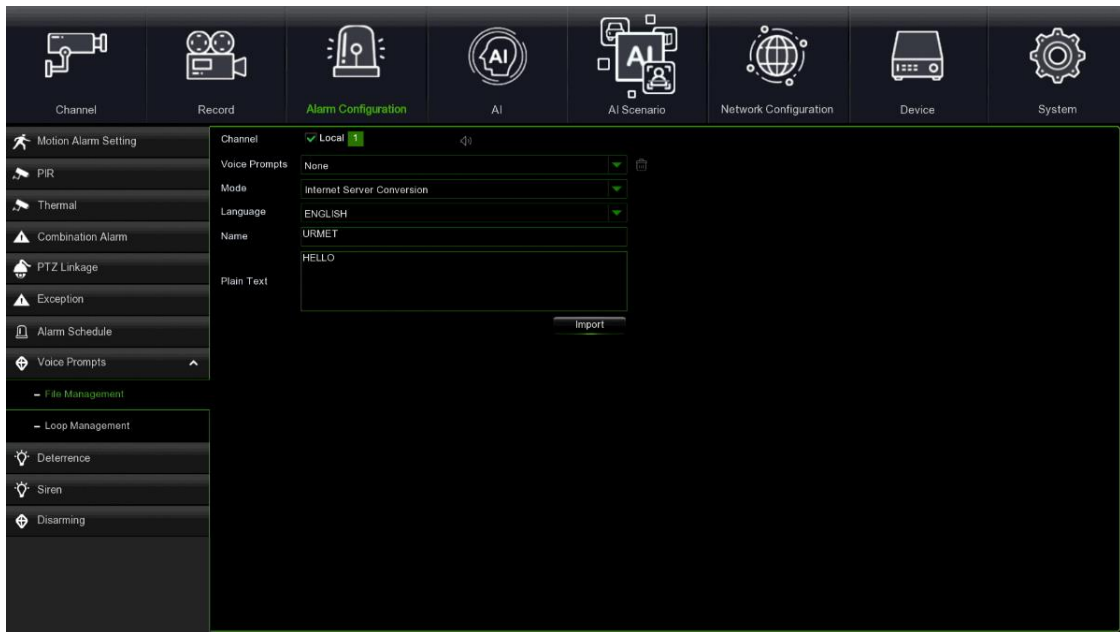 AI
AI
Channel
Record
Alarm Configuration
AI
AI Scenario
Network Configuration
Device
System
Motion Alarm Setting
PIR
Thermal
Combination Alarm
PTZ Linkage
Exception
Alarm Schedule
Voice Prompts
File Management
Loop Management
Deterrence
Siren
Disarming
Channel Local 1
Voice Prompts None
Mode Internet Server Conversion
Language ENGLISH
Name URMET
Plain Text HELLO
Import